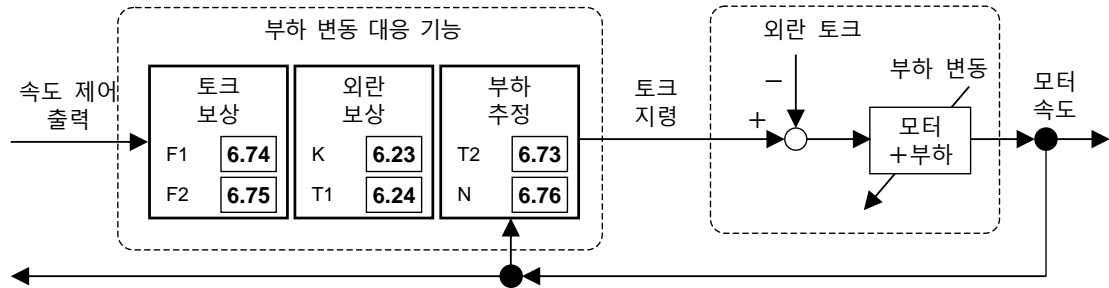 부하 변동 대응 기능
외란 토크
속도 제어
출력
토크
보상
F1 6.74
F2 6.75
외란
보상
K 6.23
T1 6.24
부하
추정
T2 6.73
N 6.76
토크
지령
+
−
부하 변동
모터
+부하
모터
속도